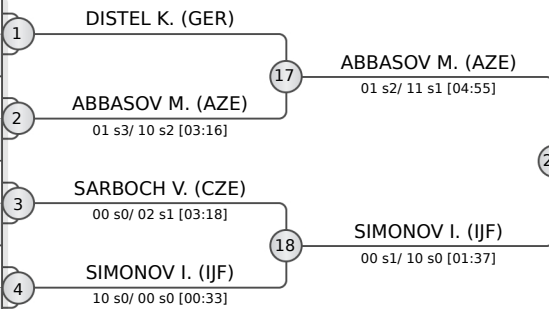 DISTEL K. (GER)
1
17
ABBASOV M. (AZE)
01 s2/ 11 s1 [04:55]
ABBASOV M. (AZE)
2
01 s3/ 10 s2 [03:16]
SARBOCH V. (CZE)
3
00 s0/ 02 s1 [03:18]
18
SIMONOV I. (IJF)
00 s1/ 10 s0 [01:37]
SIMONOV I. (IJF)
4
10 s0/ 00 s0 [00:33]